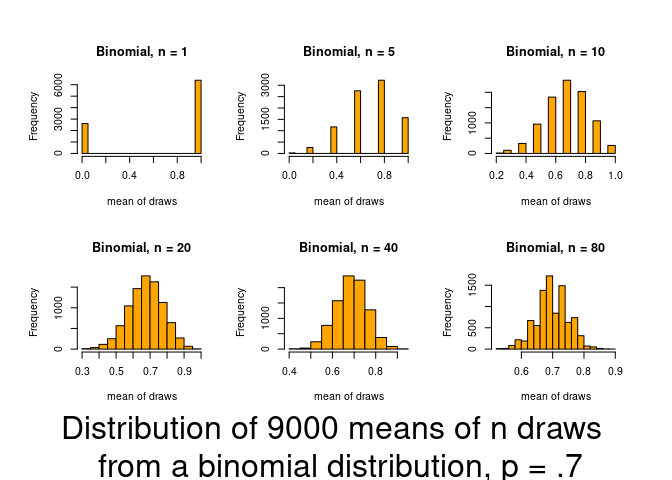 Binomial, n = 1
Frequency
0 3000 6000
0.0 0.4 0.8
mean of draws
Binomial, n = 5
Frequency
0 1500 3000
0.0 0.4 0.8
mean of draws
Binomial, n = 10
Frequency
0 1000
0.2 0.4 0.6 0.8 1.0
mean of draws
Binomial, n = 20
Frequency
0 1000
0.3 0.5 0.7 0.9
mean of draws
Binomial, n = 40
Frequency
0 1000
0.4 0.6 0.8
mean of draws
Binomial, n = 80
Frequency
0 500 1500
0.6 0.7 0.8 0.9
mean of draws
Distribution of 9000 means of n draws
from a binomial distribution, p = .7